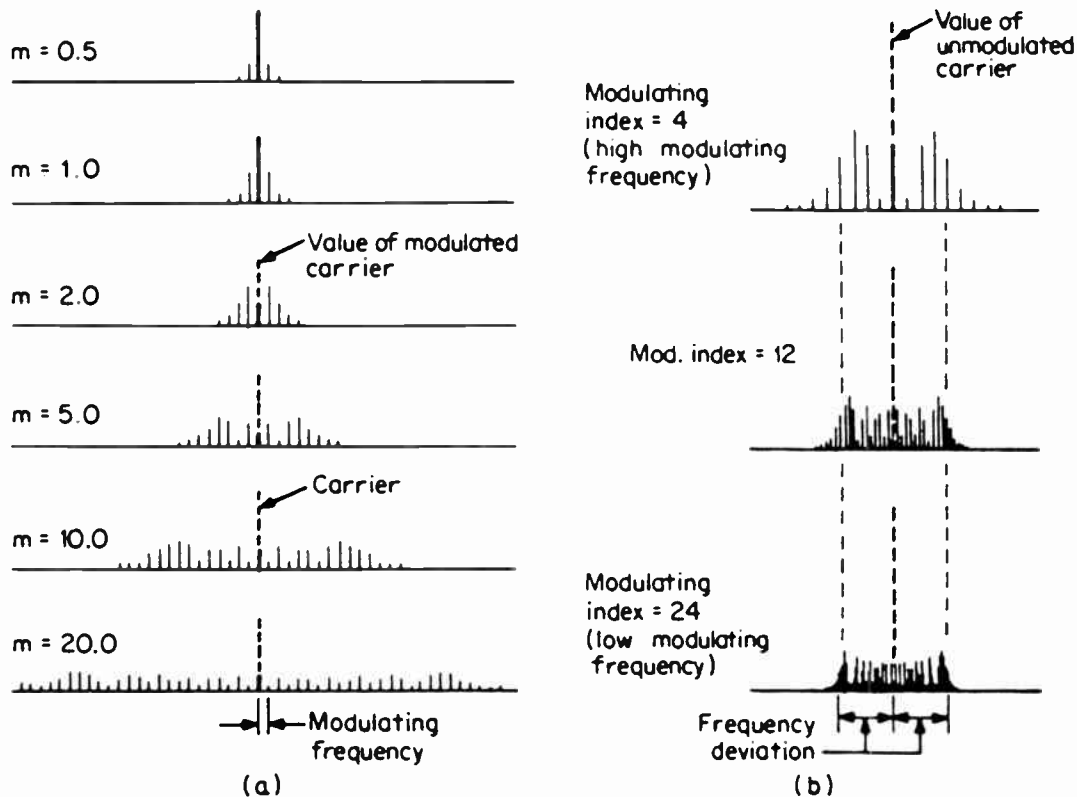 m = 0.5
m = 1.0
Value of modulated
carrier
m = 2.0
m = 5.0
Carrier
m = 10.0
m = 20.0
Modulating
frequency
(a)
Value of
unmodulated
carrier
Modulating
index = 4
(high modulating
frequency)
Mod. index = 12
Modulating
index = 24
(low modulating
frequency)
Frequency
deviation
(b)